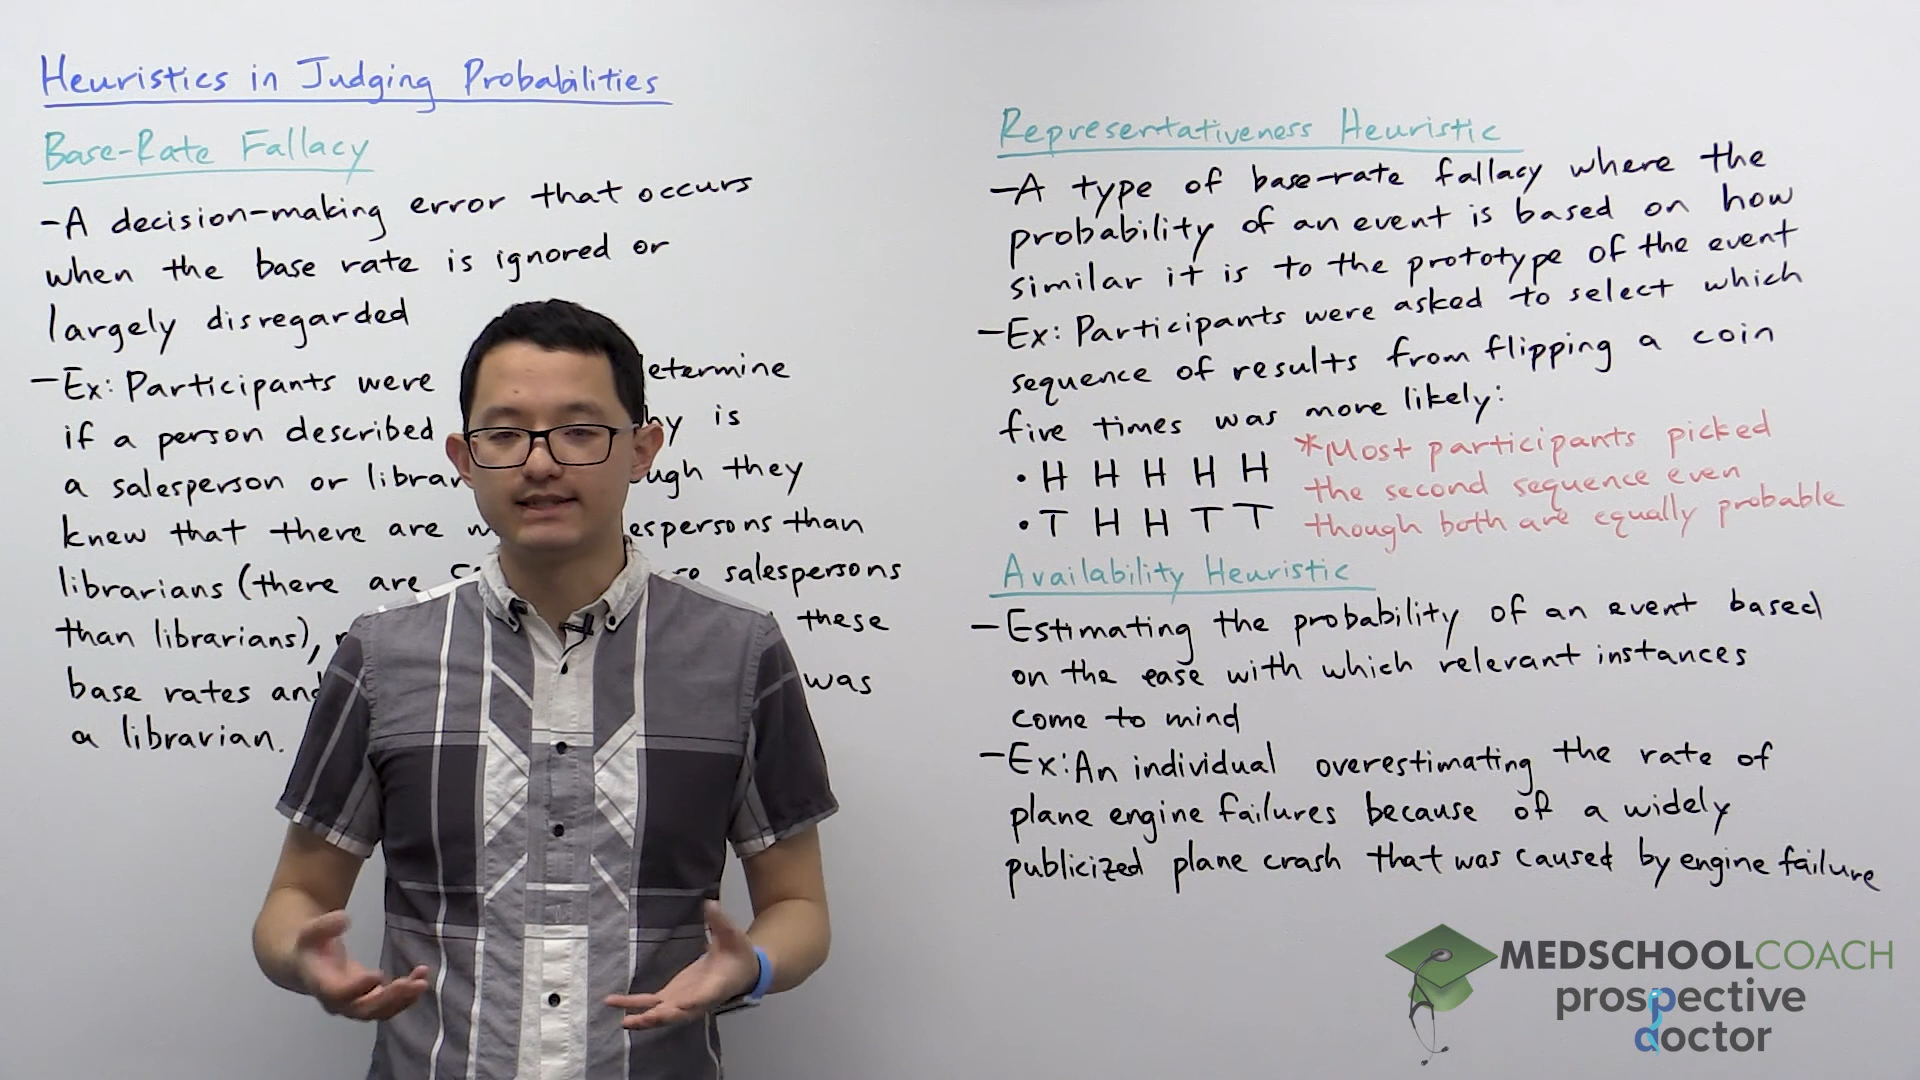 Heuristics in Judging Probabilities
Base-Rate Fallacy
-A decision-making error that occurs
when the base rate is ignored or
largely disregarded
-Ex: Participants were etermine
if a person described hy is
a salesperson or librar ugh they
knew that there are espersons than
librarians (there are salespersons
than librarians), these
base rates and was
a librarian.
Representativeness Heuristic
-A type of base-rate fallacy where the
probability of an event is based on how
similar it is to the prototype of the event
-Ex: Participants were asked to select which
sequence of results from flipping a coin
five times was more likely:
• H H H H H
• T H H T T
*Most participants picked
the second sequence even
though both are equally probable
Availability Heuristic
-Estimating the probability of an event based
on the ease with which relevant instances
come to mind
-Ex: An individual overestimating the rate of
plane engine failures because of a widely
publicized plane crash that was caused by engine failure
MEDSCHOOLCOACH
prospective
doctor